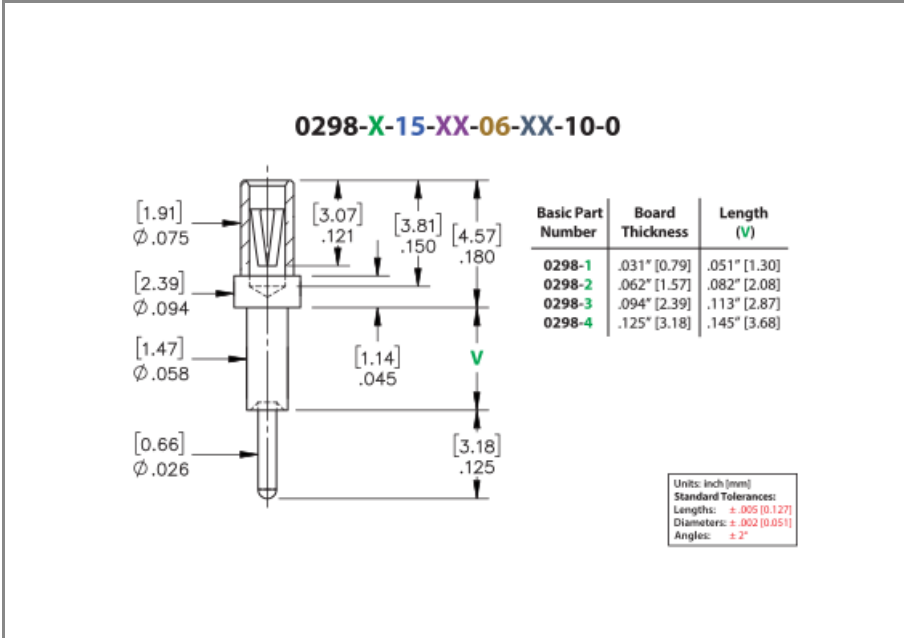 0298-X-15-XX-06-XX-10-0
[1.91]
Ø.075
[2.39]
Ø.094
[1.47]
Ø.058
[0.66]
Ø.026
[3.07]
.121
[3.81]
.150
[4.57]
.180
[1.14]
.045
V
[3.18]
.125
Basic Part Number Board Thickness Length (V)
0298-1 .031" [0.79] .051" [1.30]
0298-2 .062" [1.57] .082" [2.08]
0298-3 .094" [2.39] .113" [2.87]
0298-4 .125" [3.18] .145" [3.68]
Units: inch [mm]
Standard Tolerances:
Lengths: ± .005 [0.127]
Diameters: ± .002 [0.051]
Angles: ± 2°